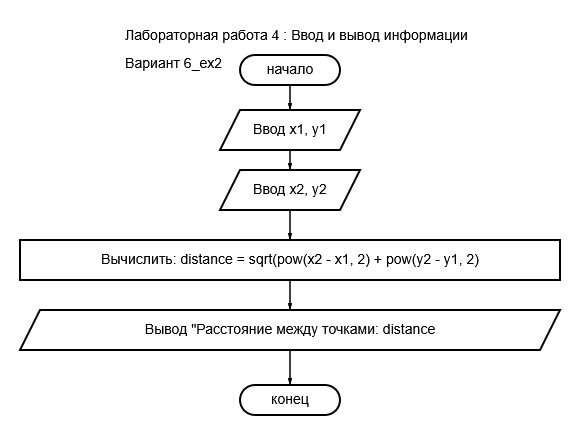 Лабораторная работа 4 : Ввод и вывод информации
Вариант 6_ex2
начало
Ввод x1, y1
Ввод x2, y2
Вычислить: distance = sqrt(pow(x2 - x1, 2) + pow(y2 - y1, 2)
Вывод "Расстояние между точками: distance
конец